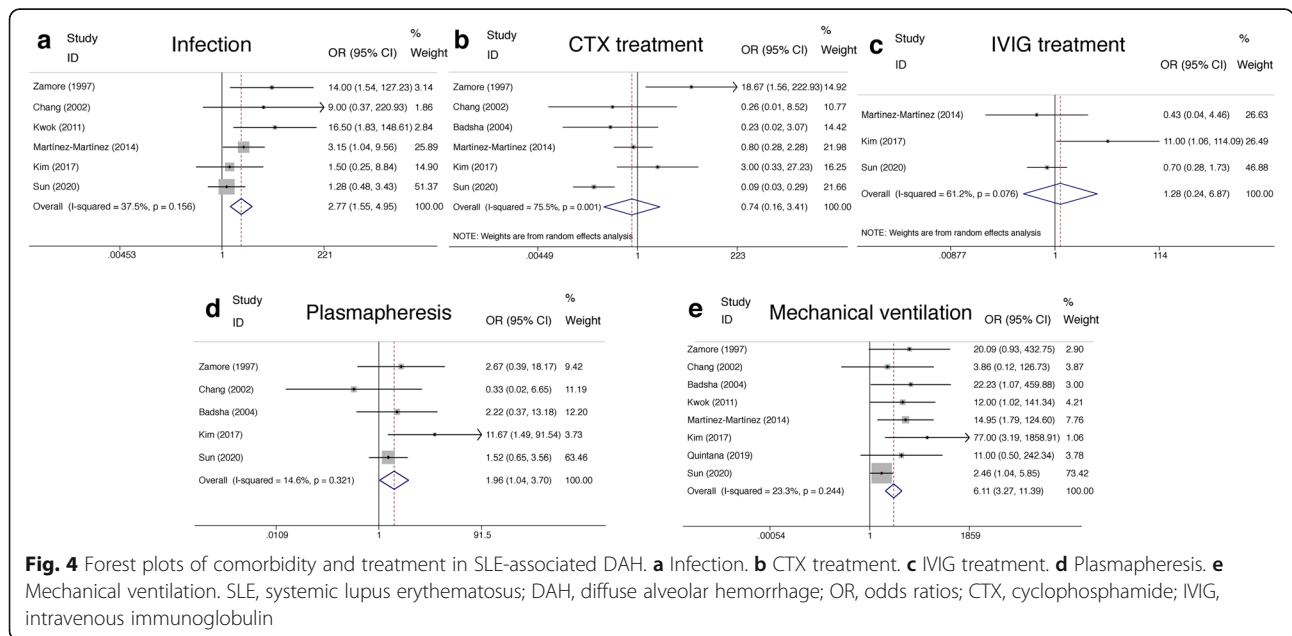 a Study Infection %
ID OR (95% CI) Weight
Zamore (1997) 14.00 (1.54, 127.23) 3.14
Chang (2002) 9.00 (0.37, 220.93) 1.86
Kwok (2011) 16.50 (1.83, 148.61) 2.84
Martínez-Martínez (2014) 3.15 (1.04, 9.56) 25.89
Kim (2017) 1.50 (0.25, 8.84) 14.90
Sun (2020) 1.28 (0.48, 3.43) 51.37
Overall (I-squared = 37.5%, p = 0.156) 2.77 (1.55, 4.95) 100.00
.00453 1 221
b Study CTX treatment %
ID OR (95% CI) Weight
Zamore (1997) 18.67 (1.56, 222.93) 14.92
Chang (2002) 0.26 (0.01, 8.52) 10.77
Badsha (2004) 0.23 (0.02, 3.07) 14.42
Martínez-Martínez (2014) 0.80 (0.28, 2.28) 21.98
Kim (2017) 3.00 (0.33, 27.23) 16.25
Sun (2020) 0.09 (0.03, 0.29) 21.66
Overall (I-squared = 75.5%, p = 0.001) 0.74 (0.16, 3.41) 100.00
NOTE: Weights are from random effects analysis
.00449 1 223
c Study IVIG treatment %
ID OR (95% CI) Weight
Martínez-Martínez (2014) 0.43 (0.04, 4.46) 26.63
Kim (2017) 11.00 (1.06, 114.09) 26.49
Sun (2020) 0.70 (0.28, 1.73) 46.88
Overall (I-squared = 61.2%, p = 0.076) 1.28 (0.24, 6.87) 100.00
NOTE: Weights are from random effects analysis
.00877 1 114
d Study Plasmapheresis %
ID OR (95% CI) Weight
Zamore (1997) 2.67 (0.39, 18.17) 9.42
Chang (2002) 0.33 (0.02, 6.65) 11.19
Badsha (2004) 2.22 (0.37, 13.18) 12.20
Kim (2017) 11.67 (1.49, 91.54) 3.73
Sun (2020) 1.52 (0.65, 3.56) 63.46
Overall (I-squared = 14.6%, p = 0.321) 1.96 (1.04, 3.70) 100.00
.0109 1 91.5
e Study Mechanical ventilation %
ID OR (95% CI) Weight
Zamore (1997) 20.09 (0.93, 432.75) 2.90
Chang (2002) 3.86 (0.12, 126.73) 3.87
Badsha (2004) 22.23 (1.07, 459.88) 3.00
Kwok (2011) 12.00 (1.02, 141.34) 4.21
Martínez-Martínez (2014) 14.95 (1.79, 124.60) 7.76
Kim (2017) 77.00 (3.19, 1858.91) 1.06
Quintana (2019) 11.00 (0.50, 242.34) 3.78
Sun (2020) 2.46 (1.04, 5.85) 73.42
Overall (I-squared = 23.3%, p = 0.244) 6.11 (3.27, 11.39) 100.00
.00054 1 1859
Fig. 4 Forest plots of comorbidity and treatment in SLE-associated DAH. a Infection. b CTX treatment. c IVIG treatment. d Plasmapheresis. e
Mechanical ventilation. SLE, systemic lupus erythematosus; DAH, diffuse alveolar hemorrhage; OR, odds ratios; CTX, cyclophosphamide; IVIG,
intravenous immunoglobulin